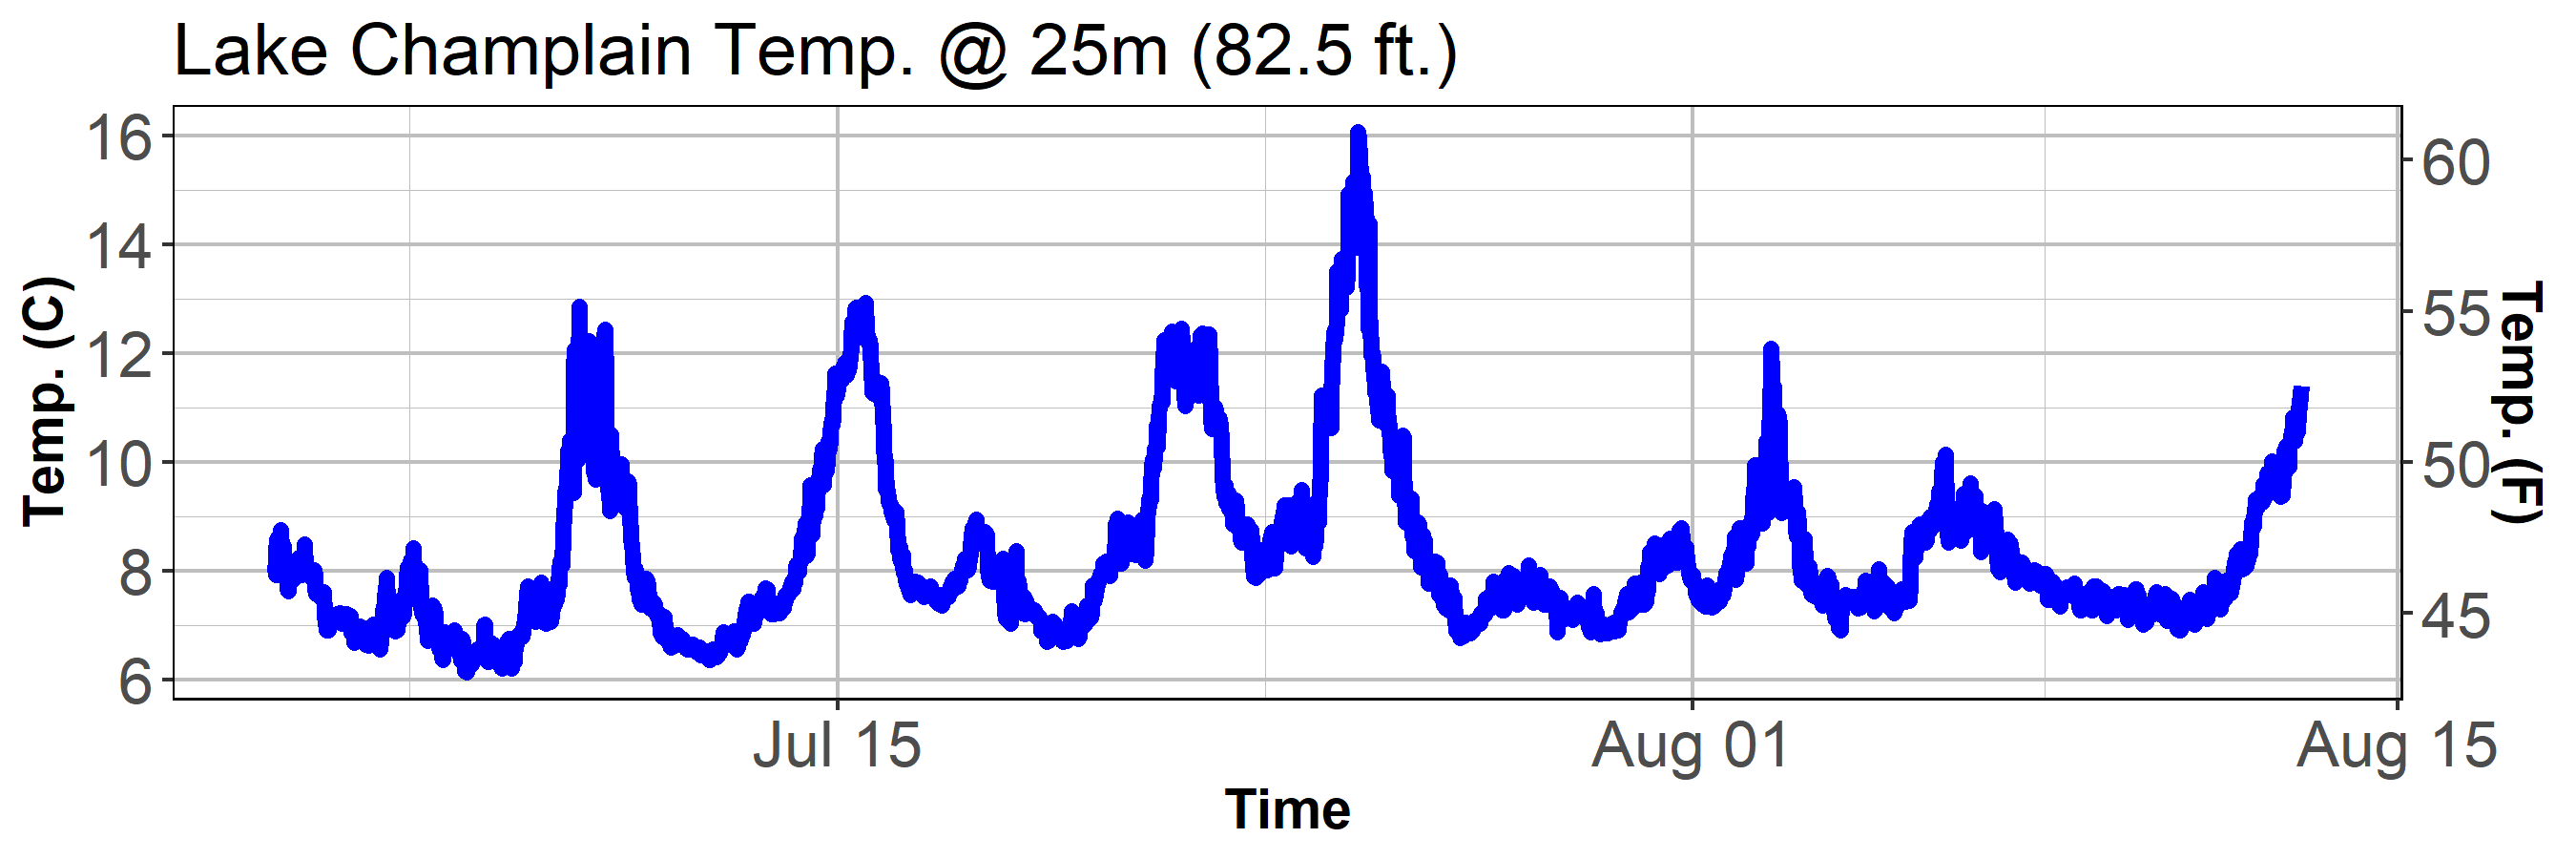 Lake Champlain Temp. @ 25m (82.5 ft.)
Temp. (C)
16
14
12
10
8
6
60
55
50
45
Temp. (F)
Jul 15
Aug 01
Aug 15
Time